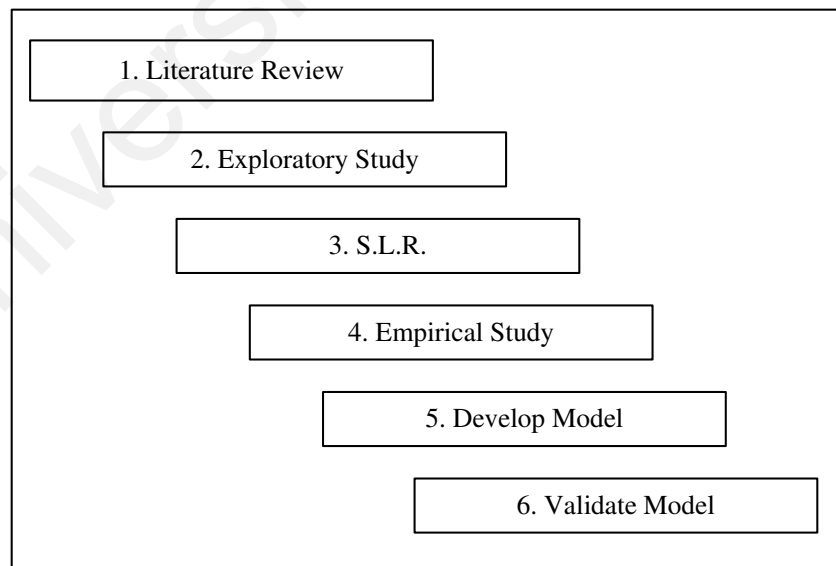 1. Literature Review
2. Exploratory Study
3. S.L.R.
4. Empirical Study
5. Develop Model
6. Validate Model